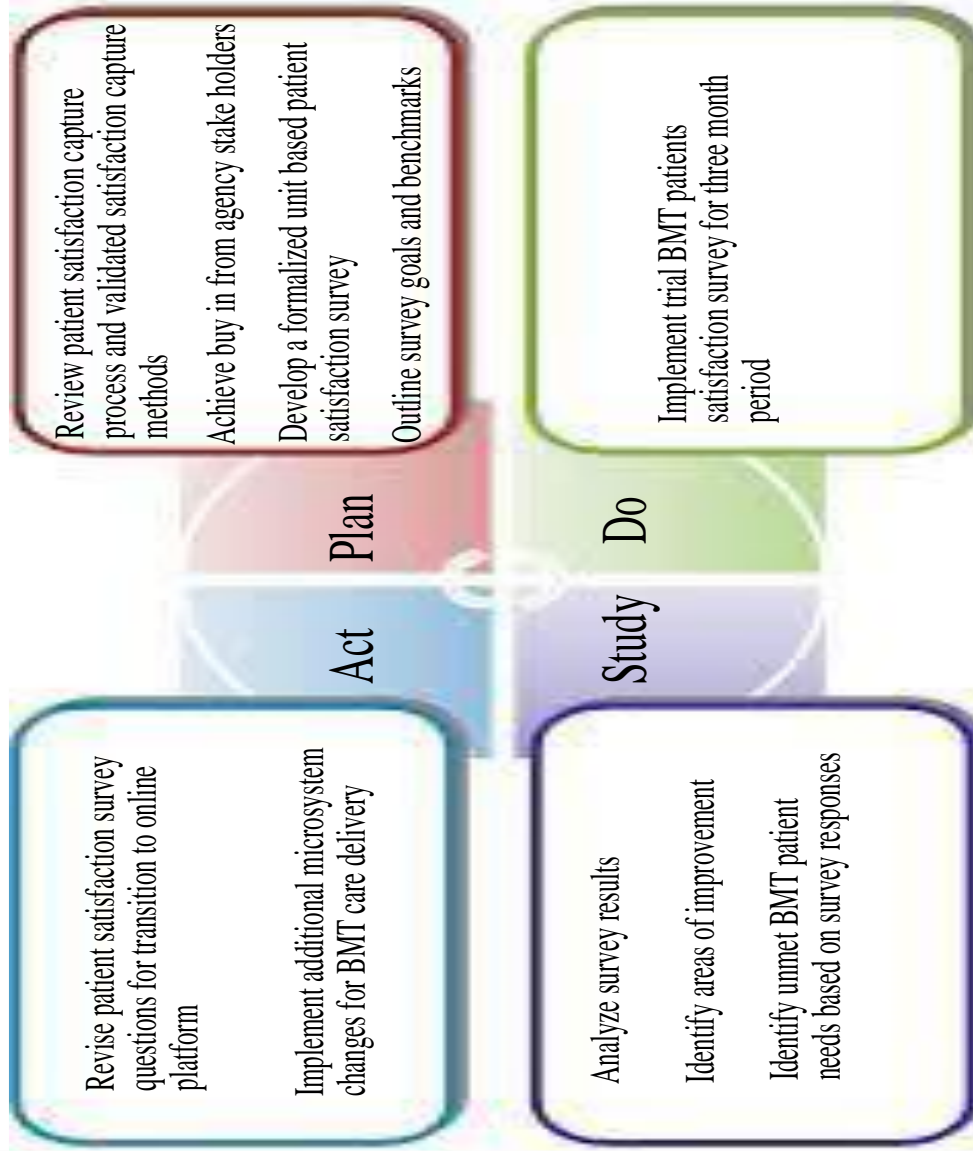 Act
Revise patient satisfaction survey
questions for transition to online
platform
Implement additional microsystem
changes for BMT care delivery
Plan
Review patient satisfaction capture
process and validated satisfaction capture
methods
Achieve buy in from agency stake holders
Develop a formalized unit based patient
satisfaction survey
Outline survey goals and benchmarks
Study
Analyze survey results
Identify areas of improvement
Identify unmet BMT patient
needs based on survey responses
Do
Implement trial BMT patients
satisfaction survey for three month
period